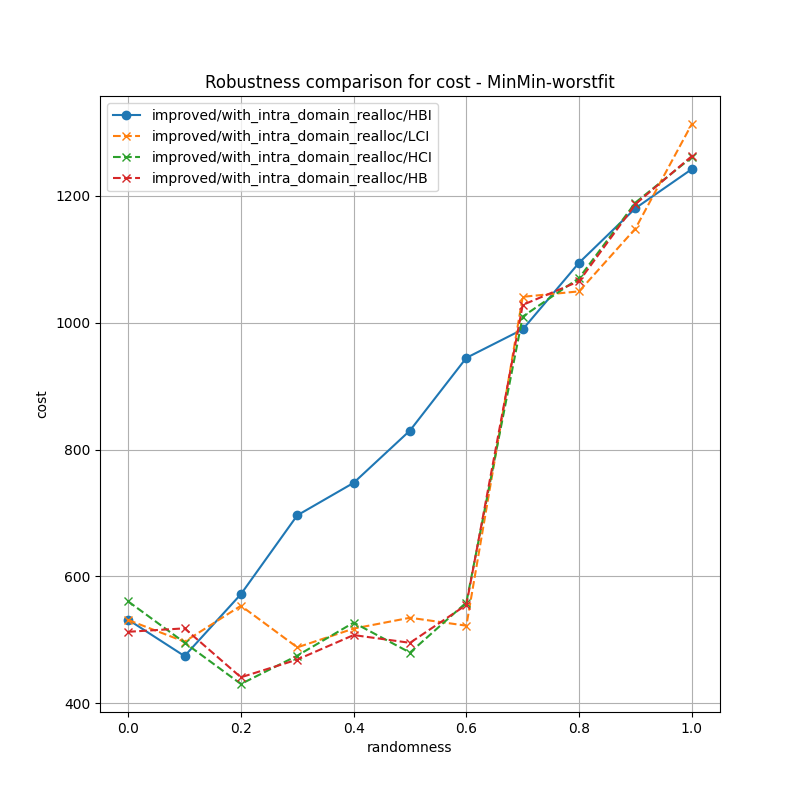 Robustness comparison for cost - MinMin-worstfit
improved/with_intra_domain_realloc/HBI
improved/with_intra_domain_realloc/LCI
improved/with_intra_domain_realloc/HCI
improved/with_intra_domain_realloc/HB
1200
1000
800
600
400
cost
0.0 0.2 0.4 0.6 0.8 1.0
randomness